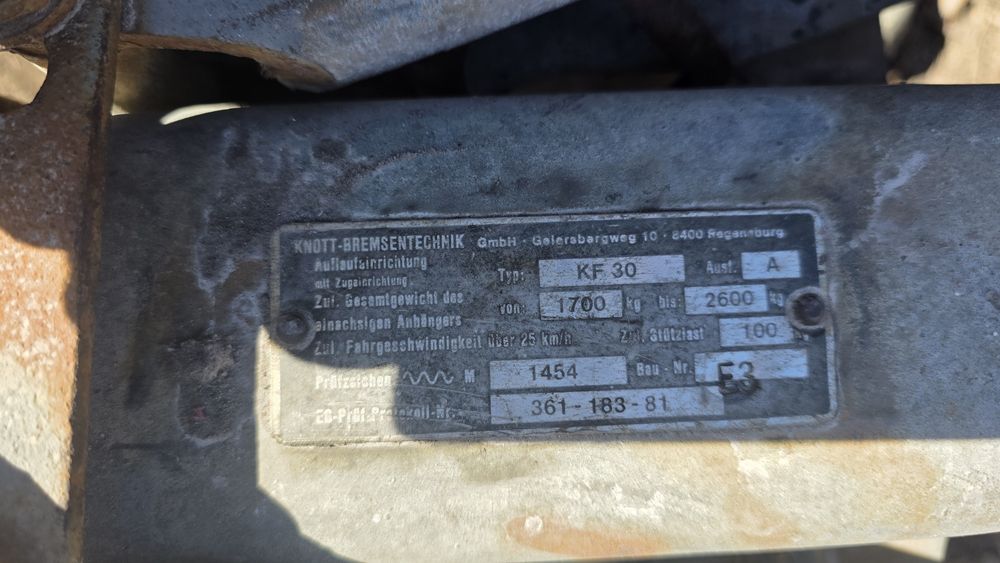 KNOTT-BREMSENTECHNIK GmbH · Geiersbergweg 10 · 8400 Regensburg
Auflaufeinrichtung
mit Zugeinrichtung Typ: KF 30 Ausf. A
Zul. Gesamtgewicht des
einachsigen Anhängers von: 1700 kg bis: 2600 kg
Zul. Fahrgeschwindigkeit über 25 km/h Zul. Stützlast 100
Prüfzeichen M 1454 Bau - Nr. E3
EG-Prüf.Protokoll-Nr. 361-183-81